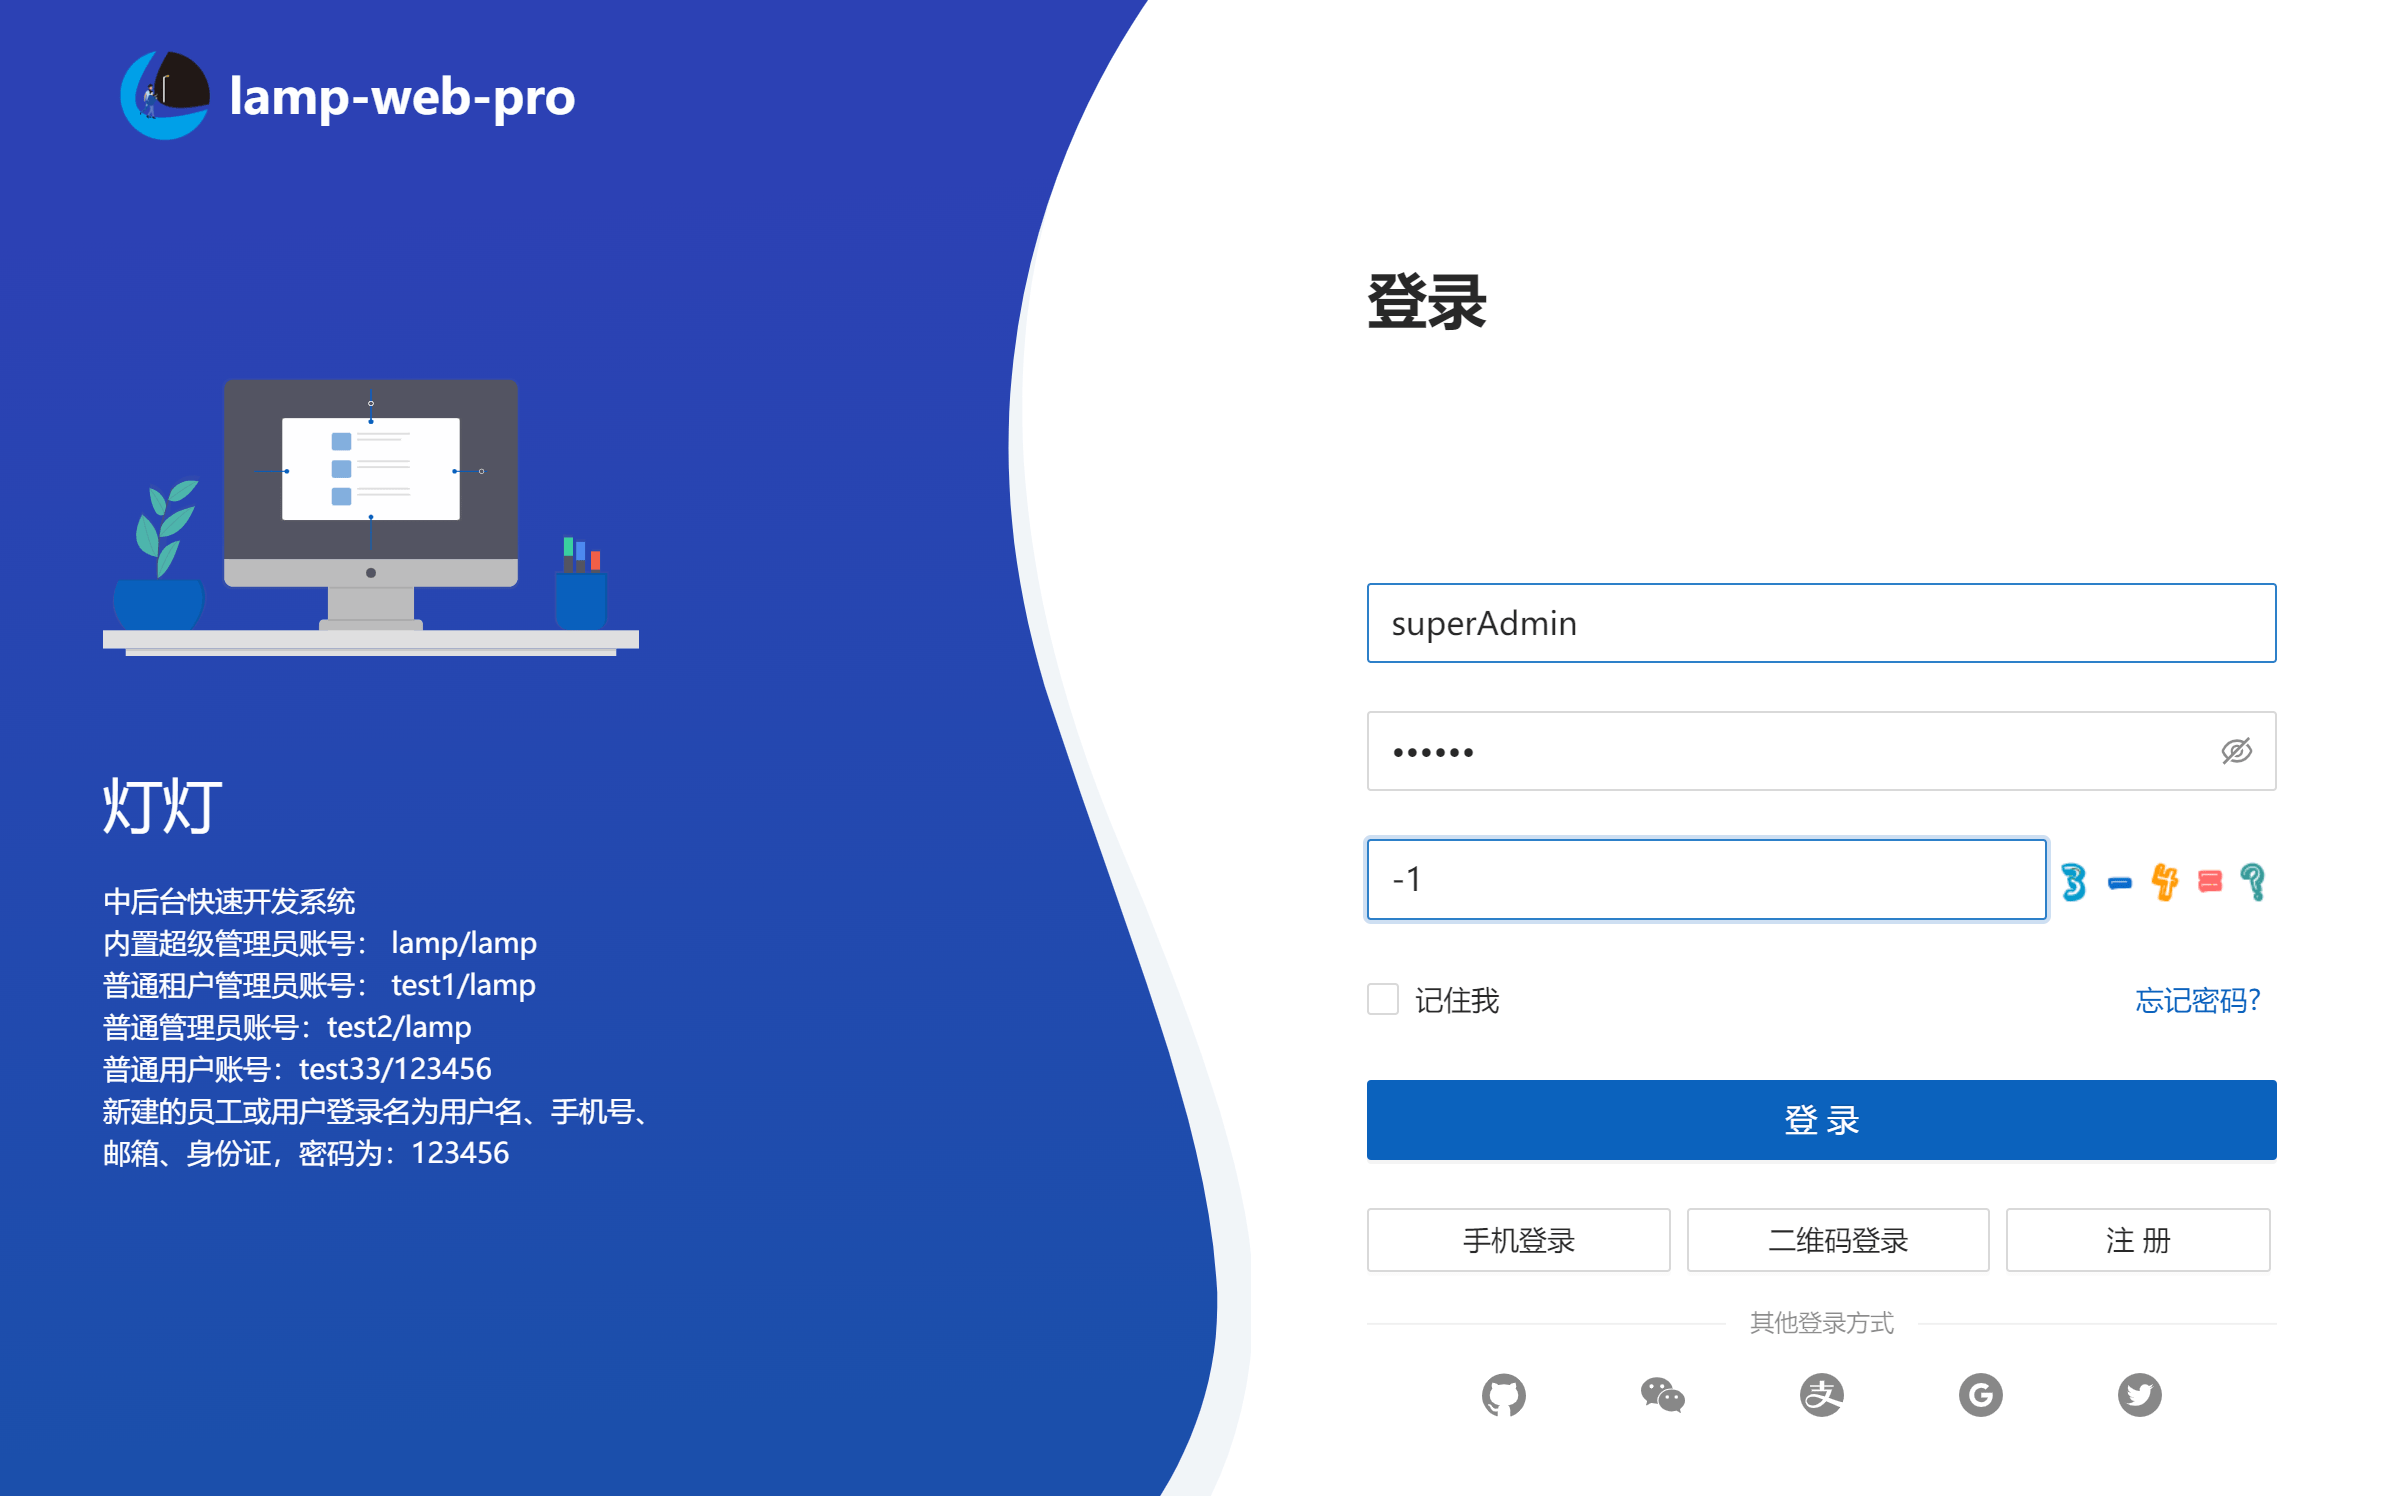 lamp-web-pro
灯灯
中后台快速开发系统
内置超级管理员账号： lamp/lamp
普通租户管理员账号： test1/lamp
普通管理员账号：test2/lamp
普通用户账号：test33/123456
新建的员工或用户登录名为用户名、手机号、
邮箱、身份证，密码为：123456
登录
superAdmin
••••••
-1
3 - 4 = ?
记住我
忘记密码?
登 录
手机登录
二维码登录
注 册
其他登录方式